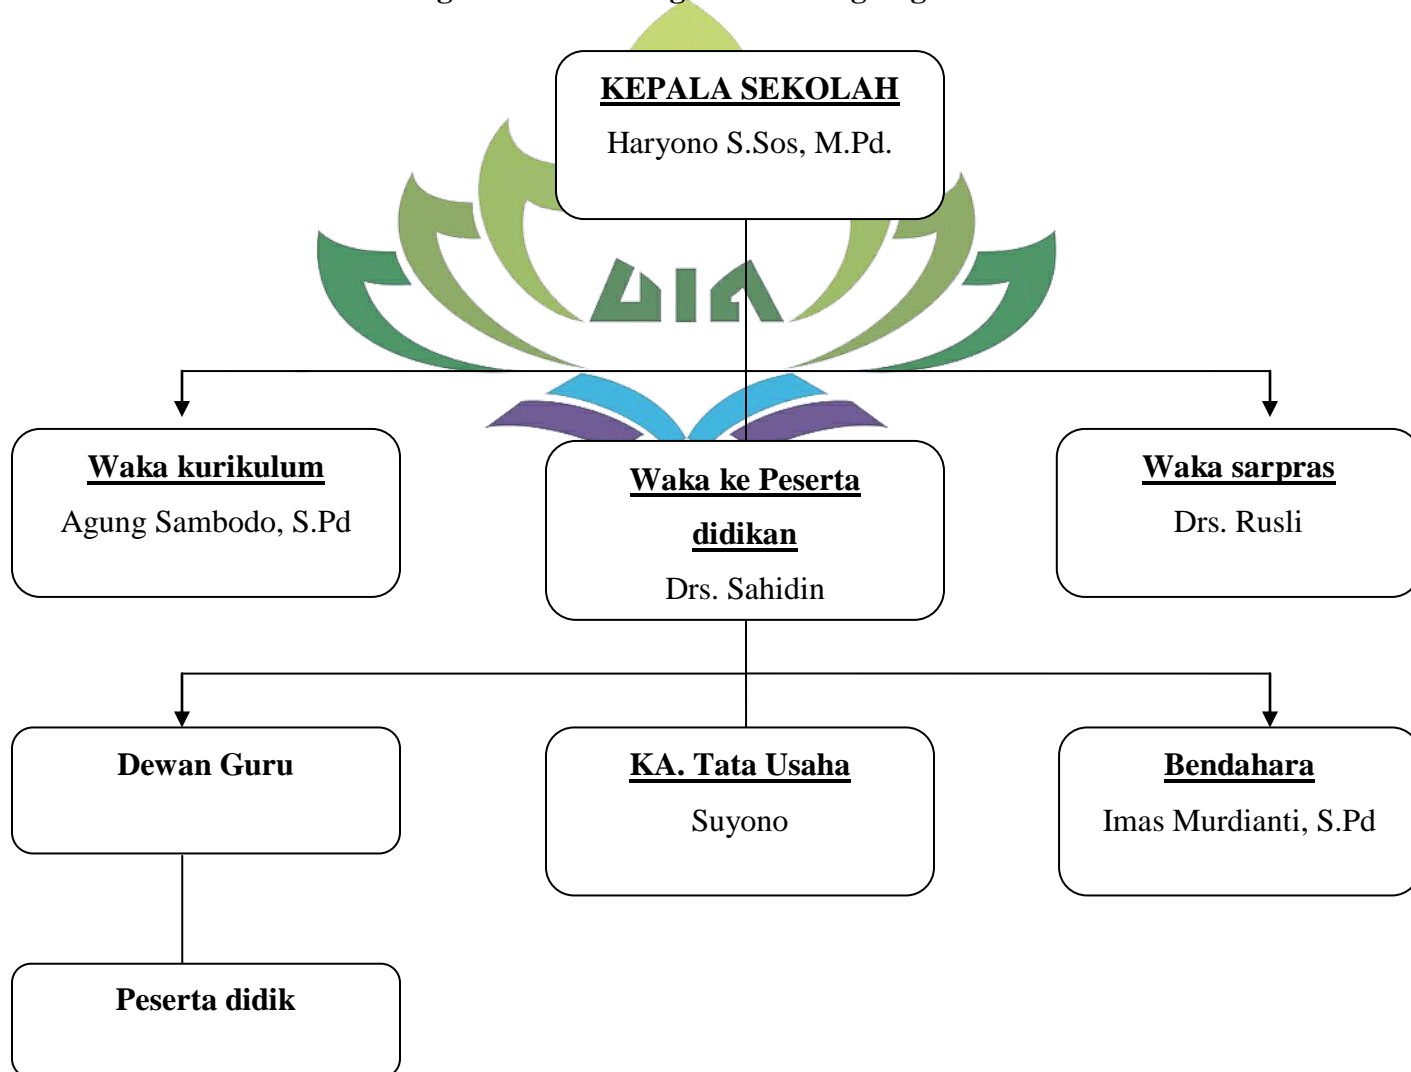 KEPALA SEKOLAH
Haryono S.Sos, M.Pd.
UIN
Waka kurikulum
Agung Sambodo, S.Pd
Waka ke Peserta
didikan
Drs. Sahidin
Waka sarpras
Drs. Rusli
Dewan Guru
KA. Tata Usaha
Suyono
Bendahara
Imas Murdianti, S.Pd
Peserta didik